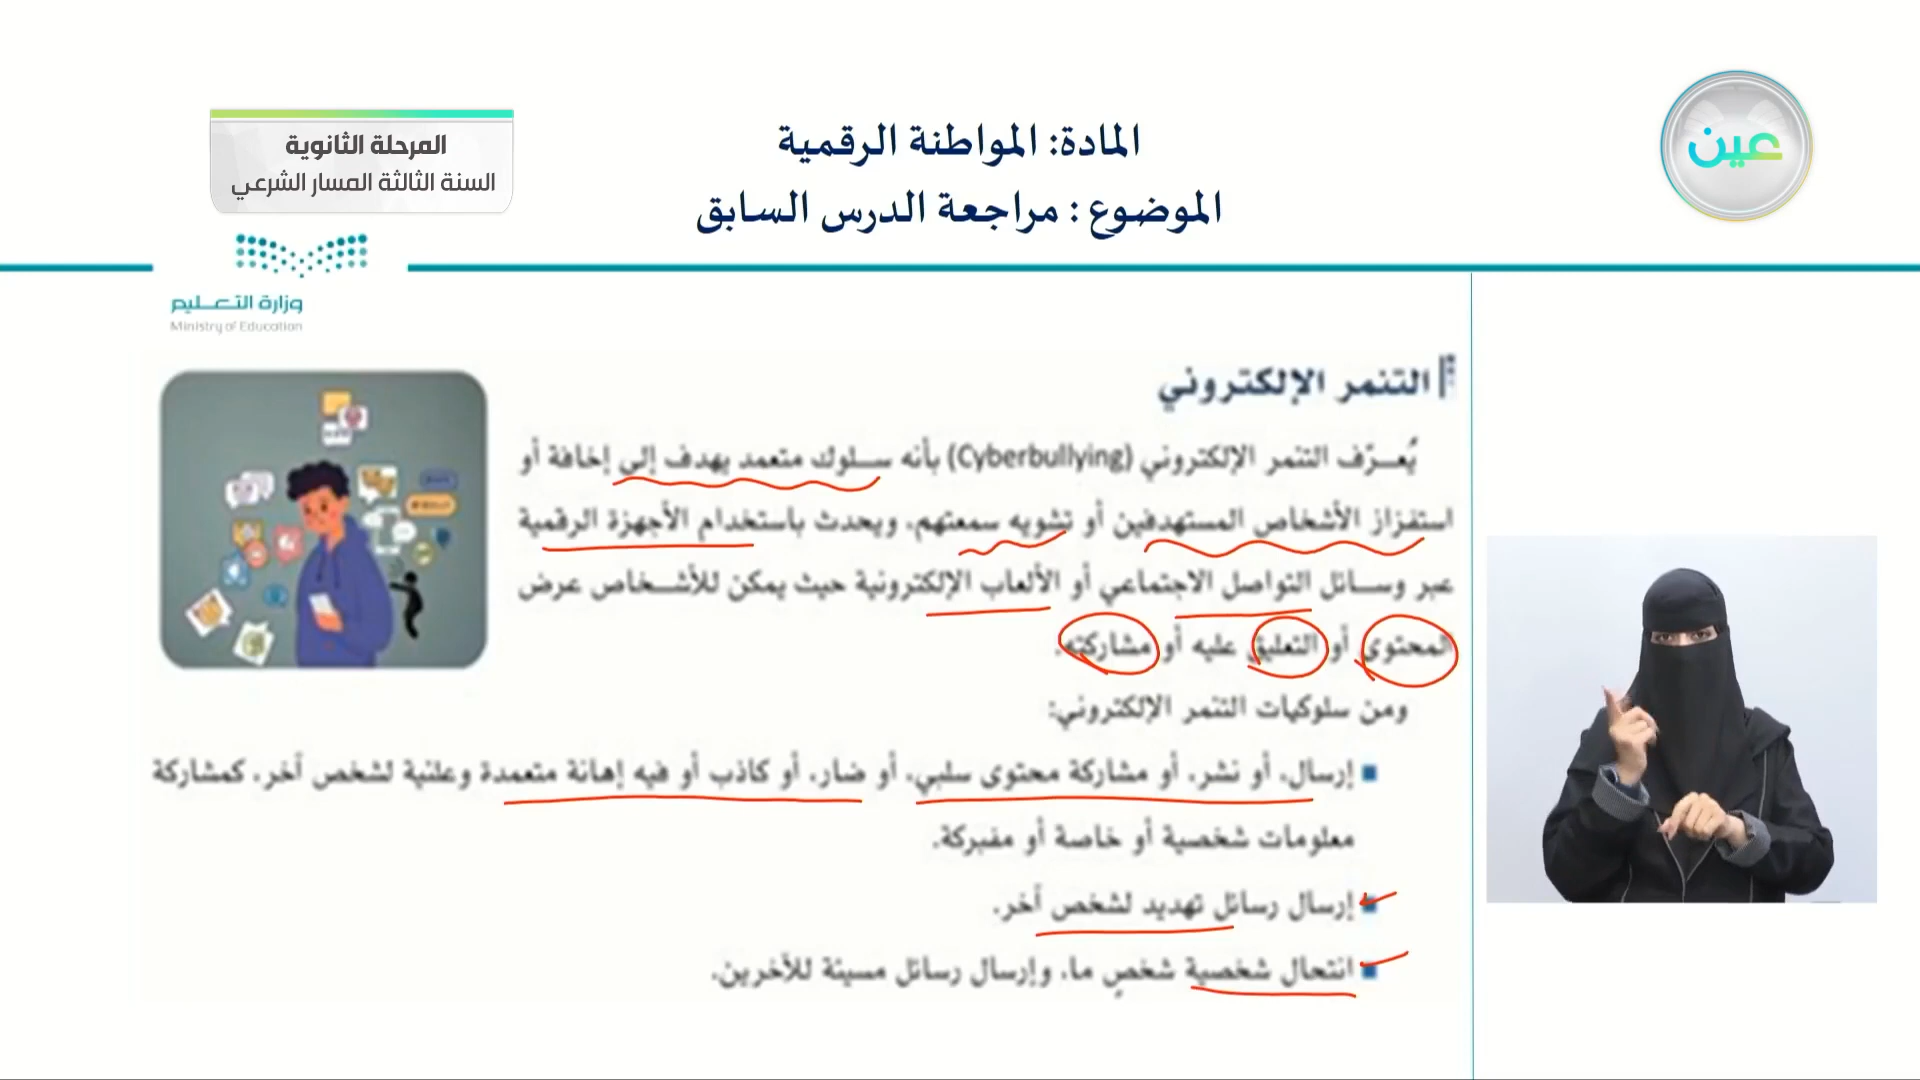 المادة: المواطنة الرقمية
الموضوع : مراجعة الدرس السابق
عين
المرحلة الثانوية
السنة الثالثة المسار الشرعي
وزارة التعليم
Ministry of Education
التنمر الإلكتروني
يُعرّف التنمر الإلكتروني (Cyberbullying) بأنه سلوك متعمد يهدف إلى إخافة أو
استفزاز الأشخاص المستهدفين أو تشويه سمعتهم، ويحدث باستخدام الأجهزة الرقمية
عبر وسائل التواصل الاجتماعي أو الألعاب الإلكترونية حيث يمكن للأشخاص عرض
المحتوى أو التعليق عليه أو مشاركته.
ومن سلوكيات التنمر الإلكتروني:
إرسال، أو نشر، أو مشاركة محتوى سلبي، أو ضار، أو كاذب أو فيه إهانة متعمدة وعلنية لشخص آخر، كمشاركة
معلومات شخصية أو خاصة أو مفبركة.
إرسال رسائل تهديد لشخص آخر.
انتحال شخصية شخصٍ ما، وإرسال رسائل مسيئة للآخرين.